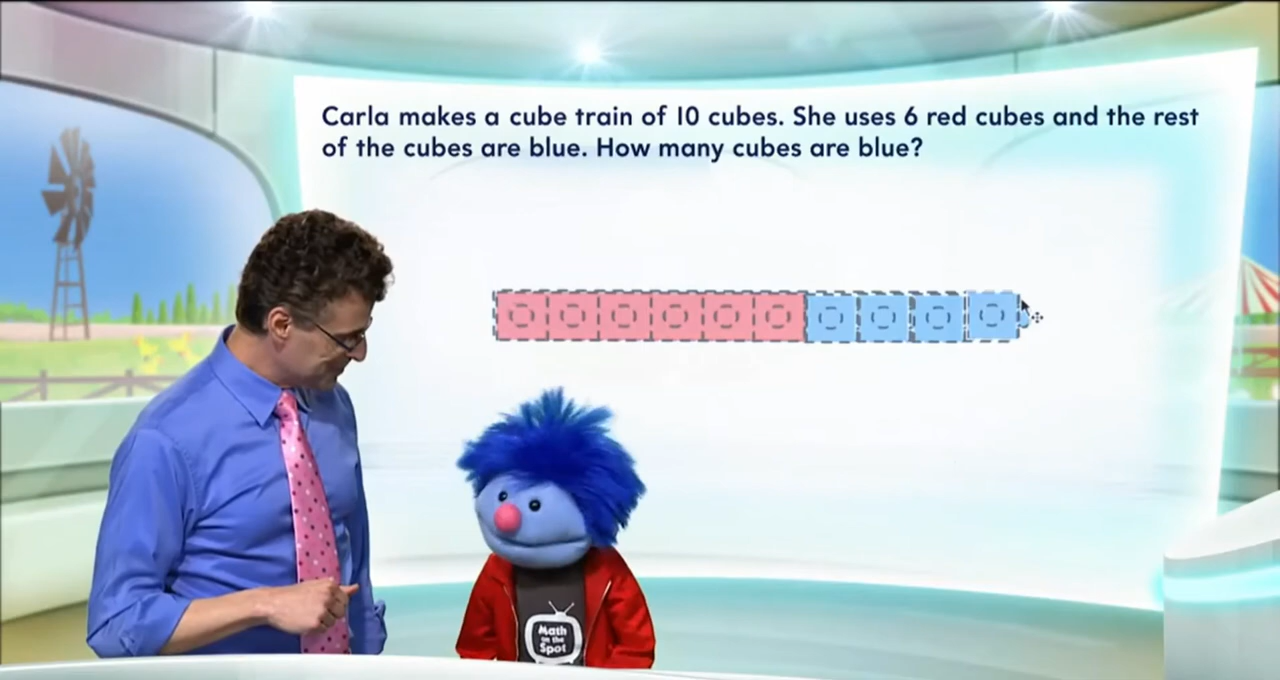 Carla makes a cube train of 10 cubes. She uses 6 red cubes and the rest
of the cubes are blue. How many cubes are blue?
Math
on the
Spot